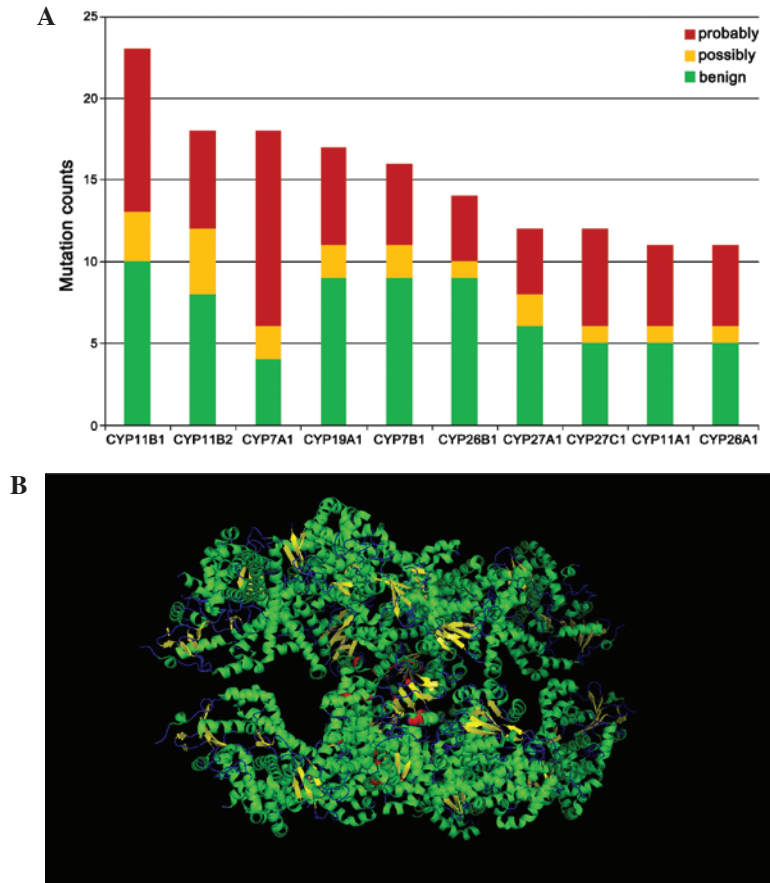 A
25
20
15
10
5
0
Mutation counts
probably
possibly
benign
CYP11B1 CYP11B2 CYP7A1 CYP19A1 CYP7B1 CYP26B1 CYP27A1 CYP27C1 CYP11A1 CYP26A1
B